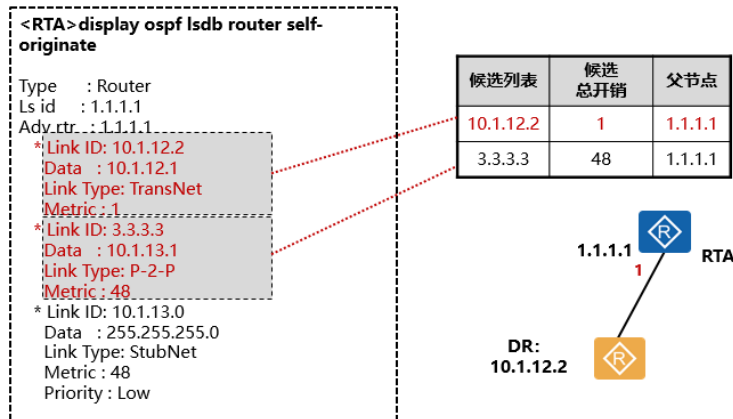 <RTA>display ospf lsdb router self-
originate
Type : Router
Ls id : 1.1.1.1
Adv rtr : 1.1.1.1
* Link ID: 10.1.12.2
Data : 10.1.12.1
Link Type: TransNet
Metric : 1
* Link ID: 3.3.3.3
Data : 10.1.13.1
Link Type: P-2-P
Metric : 48
* Link ID: 10.1.13.0
Data : 255.255.255.0
Link Type: StubNet
Metric : 48
Priority : Low
候选列表 候选总开销 父节点
10.1.12.2 1 1.1.1.1
3.3.3.3 48 1.1.1.1
R
1.1.1.1
RTA
1
DR:
10.1.12.2
R